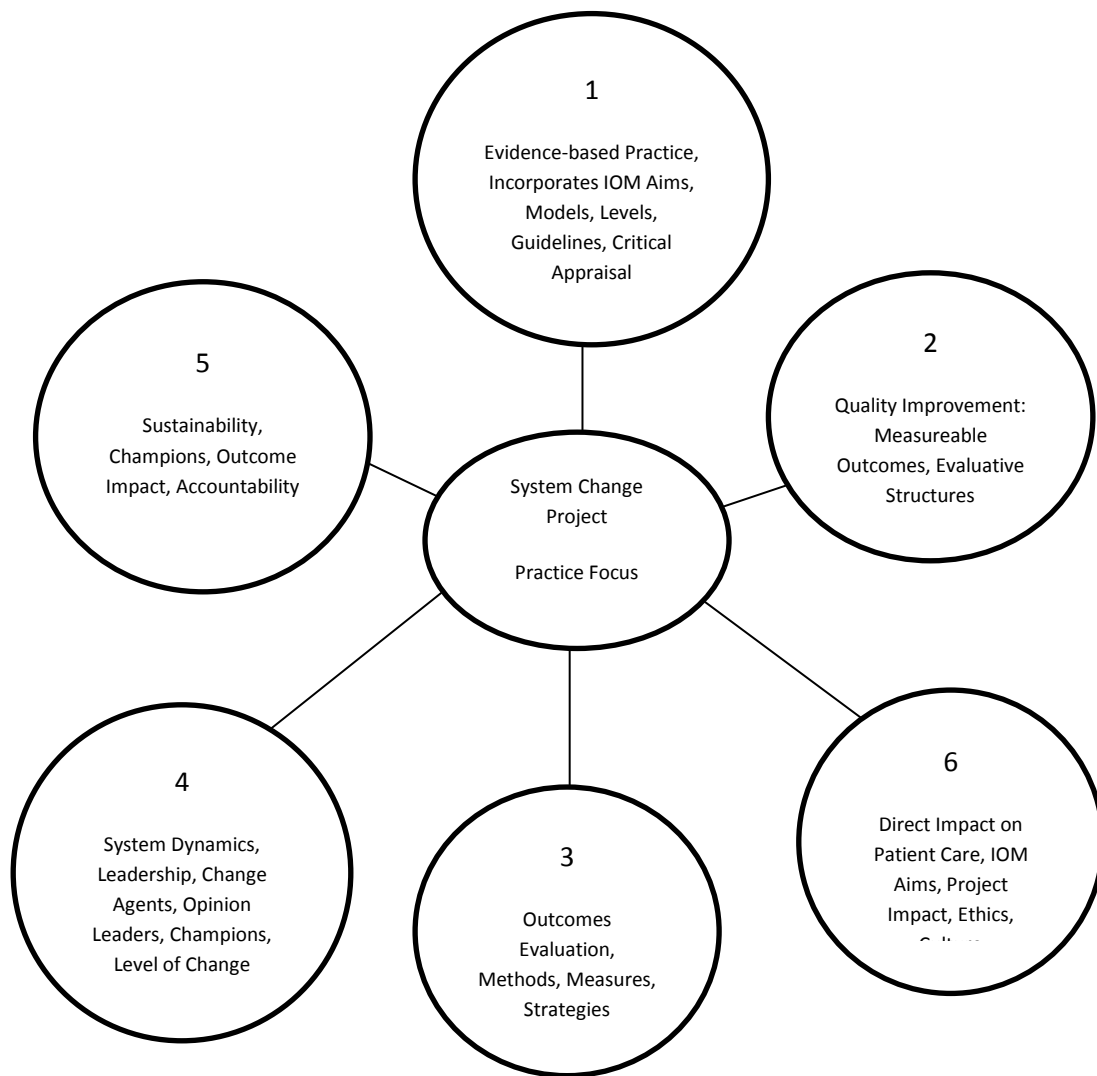 1
Evidence-based Practice,
Incorporates IOM Aims,
Models, Levels,
Guidelines, Critical
Appraisal
2
Quality Improvement:
Measureable
Outcomes, Evaluative
Structures
5
Sustainability,
Champions, Outcome
Impact, Accountability
System Change
Project
Practice Focus
4
System Dynamics,
Leadership, Change
Agents, Opinion
Leaders, Champions,
Level of Change
3
Outcomes
Evaluation,
Methods, Measures,
Strategies
6
Direct Impact on
Patient Care, IOM
Aims, Project
Impact, Ethics,